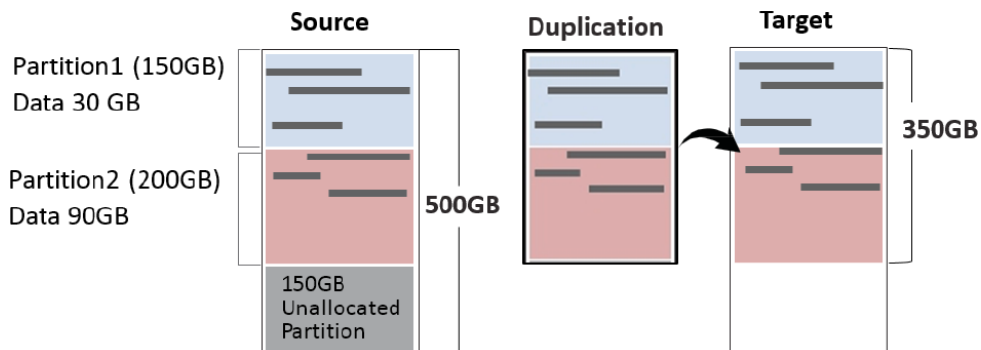 Source
Duplication
Target
Partition1 (150GB)
Data 30 GB
350GB
Partition2 (200GB)
Data 90GB
500GB
150GB
Unallocated
Partition